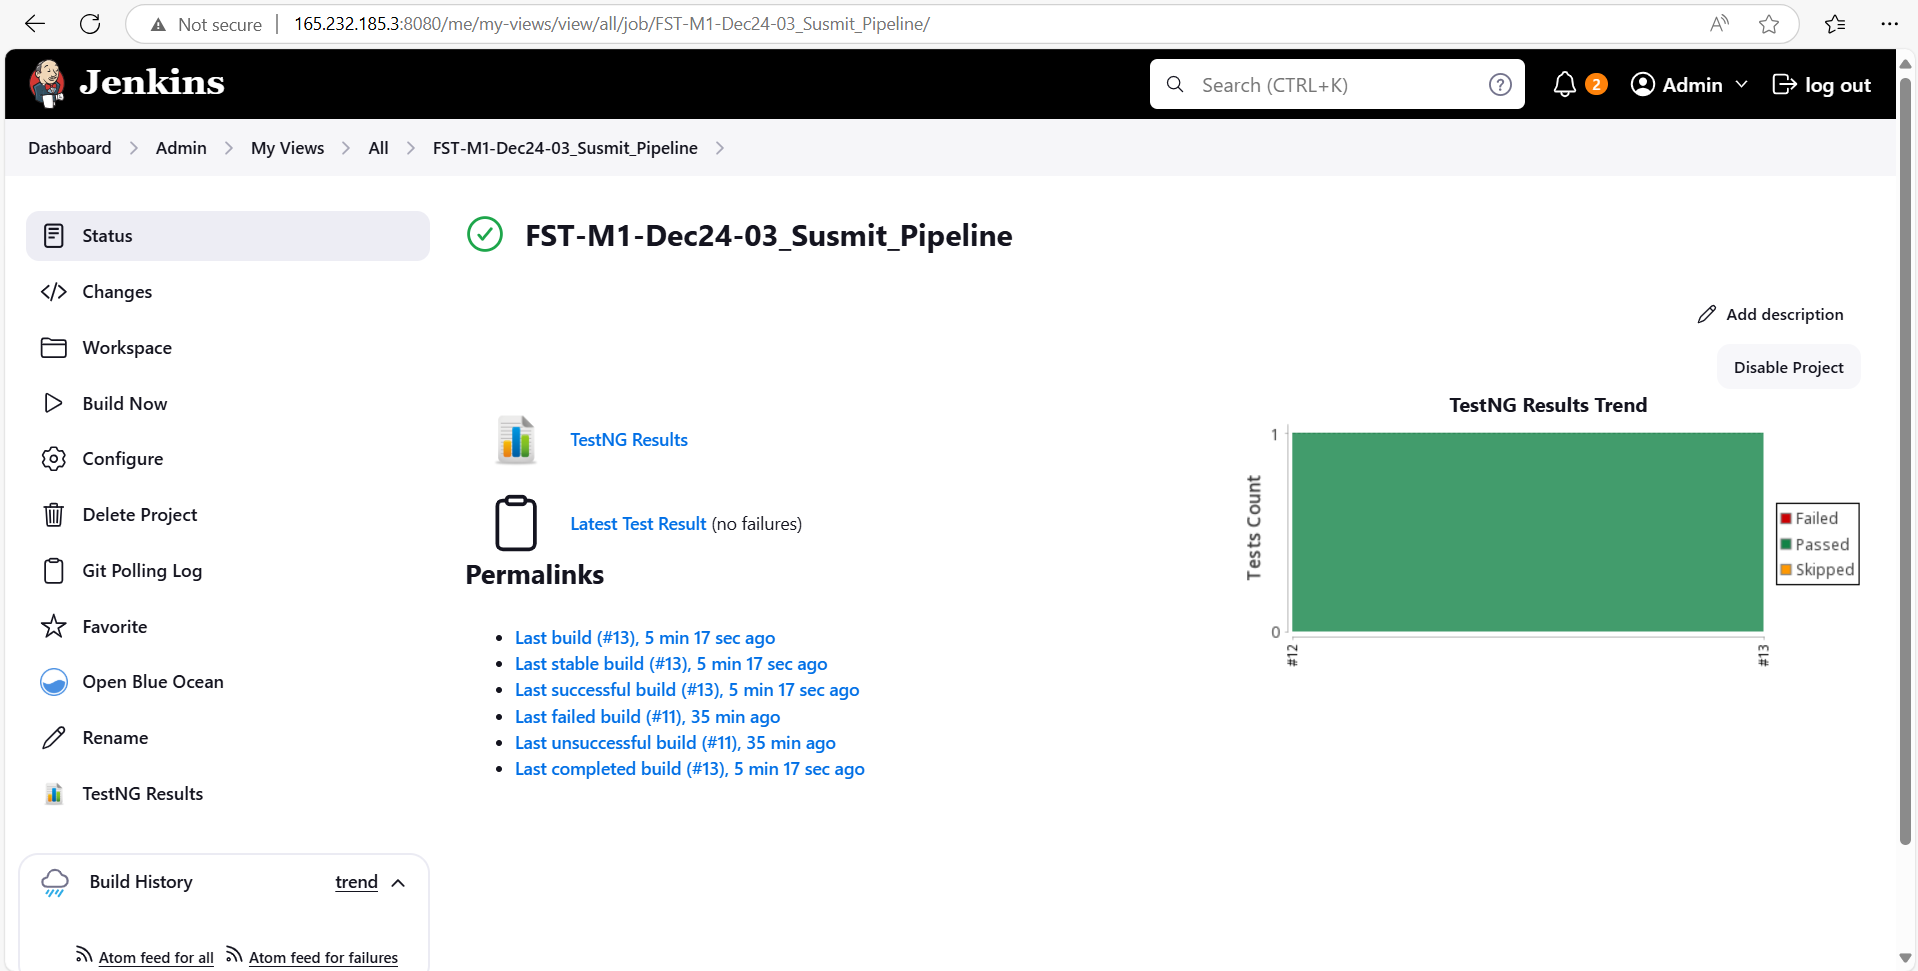 Not secure
165.232.185.3:8080/me/my-views/view/all/job/FST-M1-Dec24-03_Susmit_Pipeline/
Jenkins
Search (CTRL+K)
2
Admin
log out
Dashboard
Admin
My Views
All
FST-M1-Dec24-03_Susmit_Pipeline
Status
Changes
Workspace
Build Now
Configure
Delete Project
Git Polling Log
Favorite
Open Blue Ocean
Rename
TestNG Results
Build History
trend
Atom feed for all
Atom feed for failures
FST-M1-Dec24-03_Susmit_Pipeline
Add description
Disable Project
TestNG Results
Latest Test Result (no failures)
Permalinks
Last build (#13), 5 min 17 sec ago
Last stable build (#13), 5 min 17 sec ago
Last successful build (#13), 5 min 17 sec ago
Last failed build (#11), 35 min ago
Last unsuccessful build (#11), 35 min ago
Last completed build (#13), 5 min 17 sec ago
TestNG Results Trend
Tests Count
1
0
#12
#13
Failed
Passed
Skipped